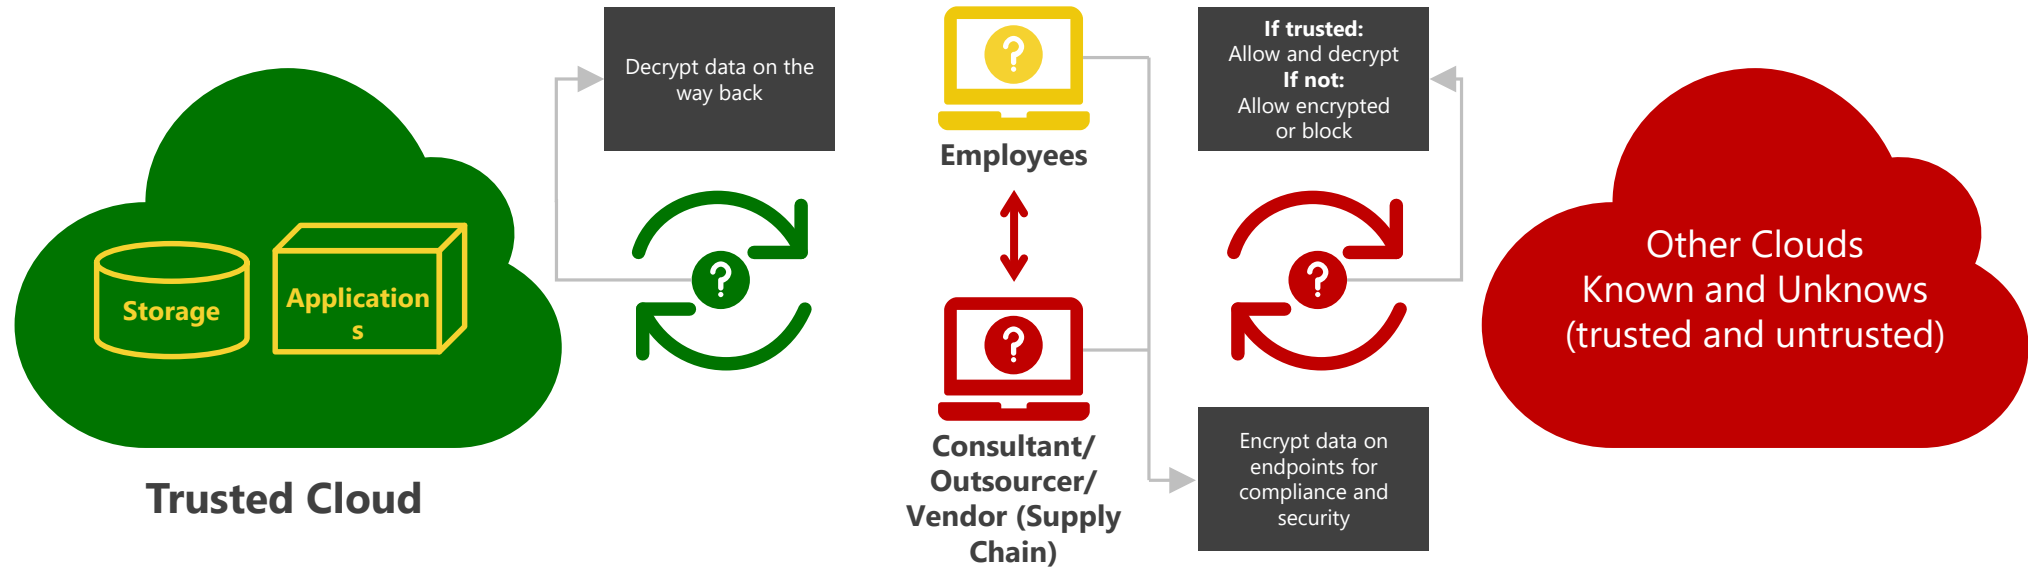 Decrypt data on the
way back
If trusted:
Allow and decrypt
If not:
Allow encrypted
or block
Employees
Storage
Application
s
Other Clouds
Known and Unknows
(trusted and untrusted)
Consultant/
Outsourcer/
Vendor (Supply
Chain)
Encrypt data on
endpoints for
compliance and
security
Trusted Cloud